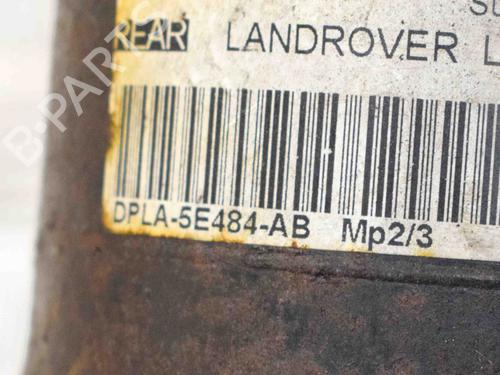 REAR LANDROVER L
DPLA-5E484-AB Mp2/3
B-PARTS